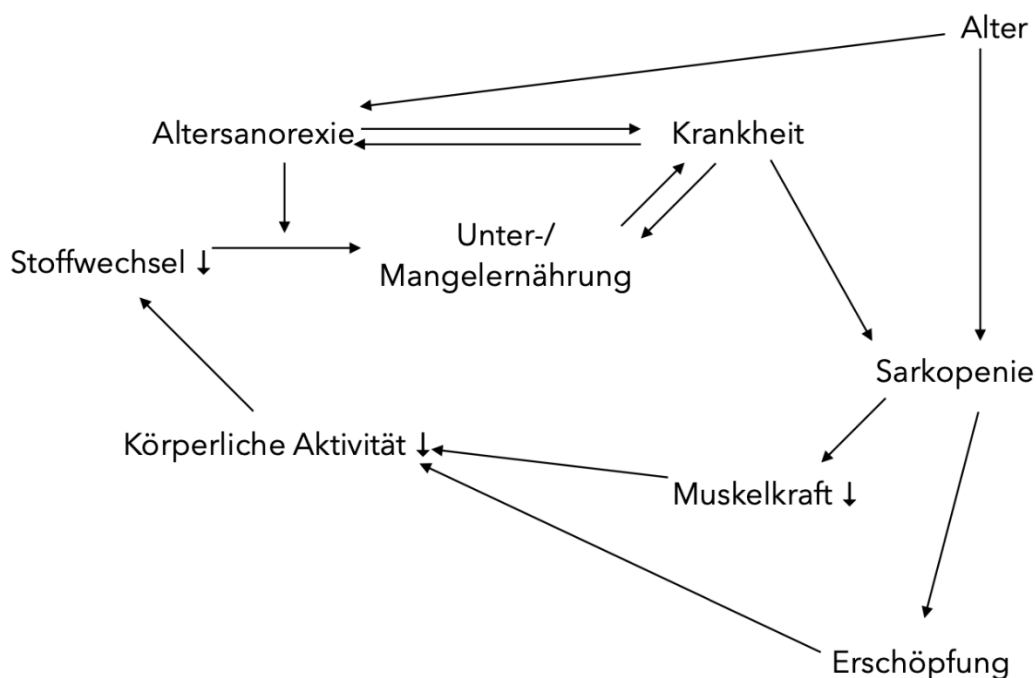 Alter
Altersanorexie
Krankheit
Unter-/
Mangelernährung
Stoffwechsel ↓
Sarkopenie
Körperliche Aktivität ↓
Muskelkraft ↓
Erschöpfung